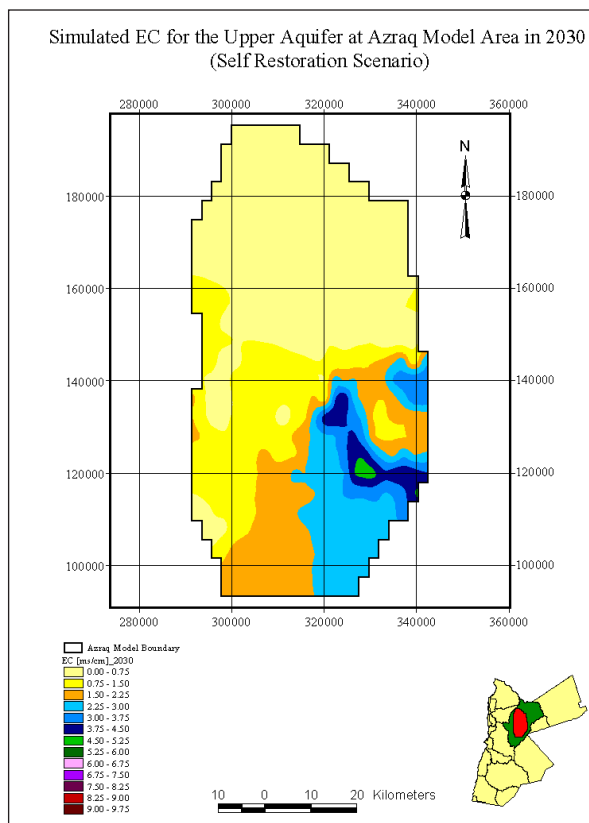 Simulated EC for the Upper Aquifer at Azraq Model Area in 2030
(Self Restoration Scenario)
280000 300000 320000 340000 360000
N
180000 180000
160000 160000
140000 140000
120000 120000
100000 100000
280000 300000 320000 340000 360000
Azraq Model Boundary
EC [ms/cm]_2030
0.00 - 0.75
0.75 - 1.50
1.50 - 2.25
2.25 - 3.00
3.00 - 3.75
3.75 - 4.50
4.50 - 5.25
5.25 - 6.00
6.00 - 6.75
6.75 - 7.50
7.50 - 8.25
8.25 - 9.00
9.00 - 9.75
10 0 10 20 Kilometers